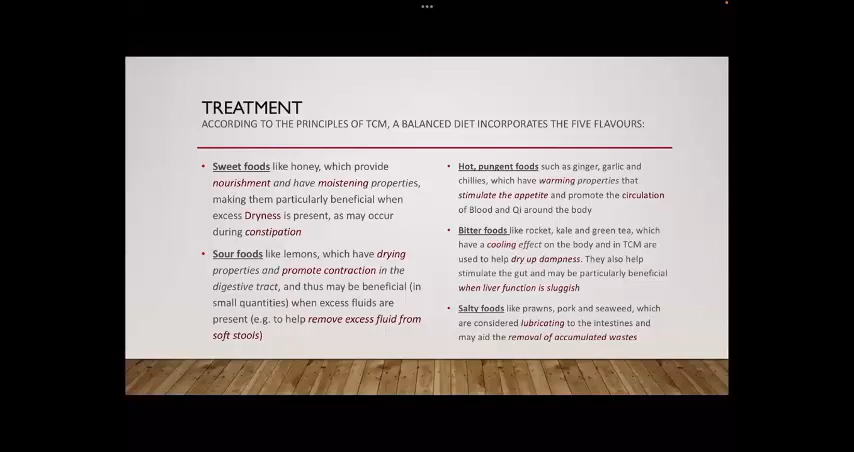 TREATMENT
ACCORDING TO THE PRINCIPLES OF TCM, A BALANCED DIET INCORPORATES THE FIVE FLAVOURS:
• Sweet foods like honey, which provide
nourishment and have moistening properties,
making them particularly beneficial when
excess Dryness is present, as may occur
during constipation
• Sour foods like lemons, which have drying
properties and promote contraction in the
digestive tract, and thus may be beneficial (in
small quantities) when excess fluids are
present (e.g. to help remove excess fluid from
soft stools)
• Hot, pungent foods such as ginger, garlic and
chillies, which have warming properties that
stimulate the appetite and promote the circulation
of Blood and Qi around the body
• Bitter foods like rocket, kale and green tea, which
have a cooling effect on the body and in TCM are
used to help dry up dampness. They also help
stimulate the gut and may be particularly beneficial
when liver function is sluggish
• Salty foods like prawns, pork and seaweed, which
are considered lubricating to the intestines and
may aid the removal of accumulated wastes